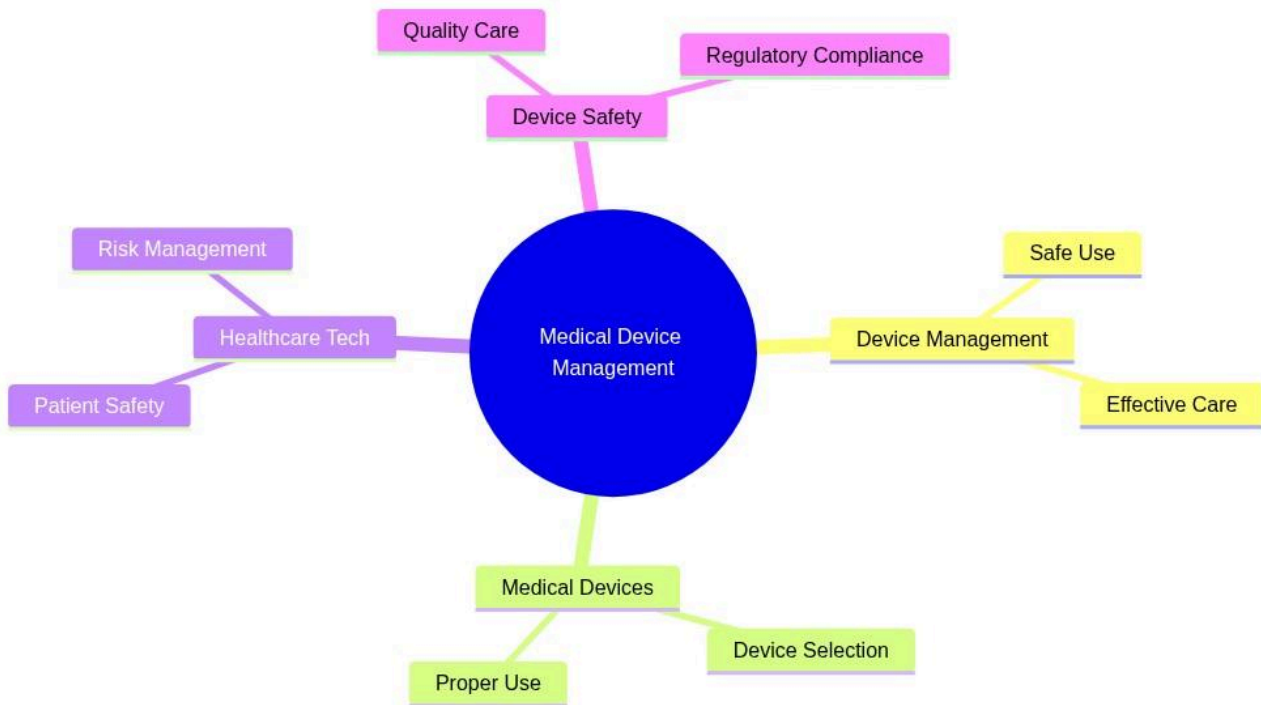 Quality Care
Regulatory Compliance
Device Safety
Risk Management
Safe Use
Healthcare Tech
Medical Device
Management
Device Management
Patient Safety
Effective Care
Medical Devices
Device Selection
Proper Use